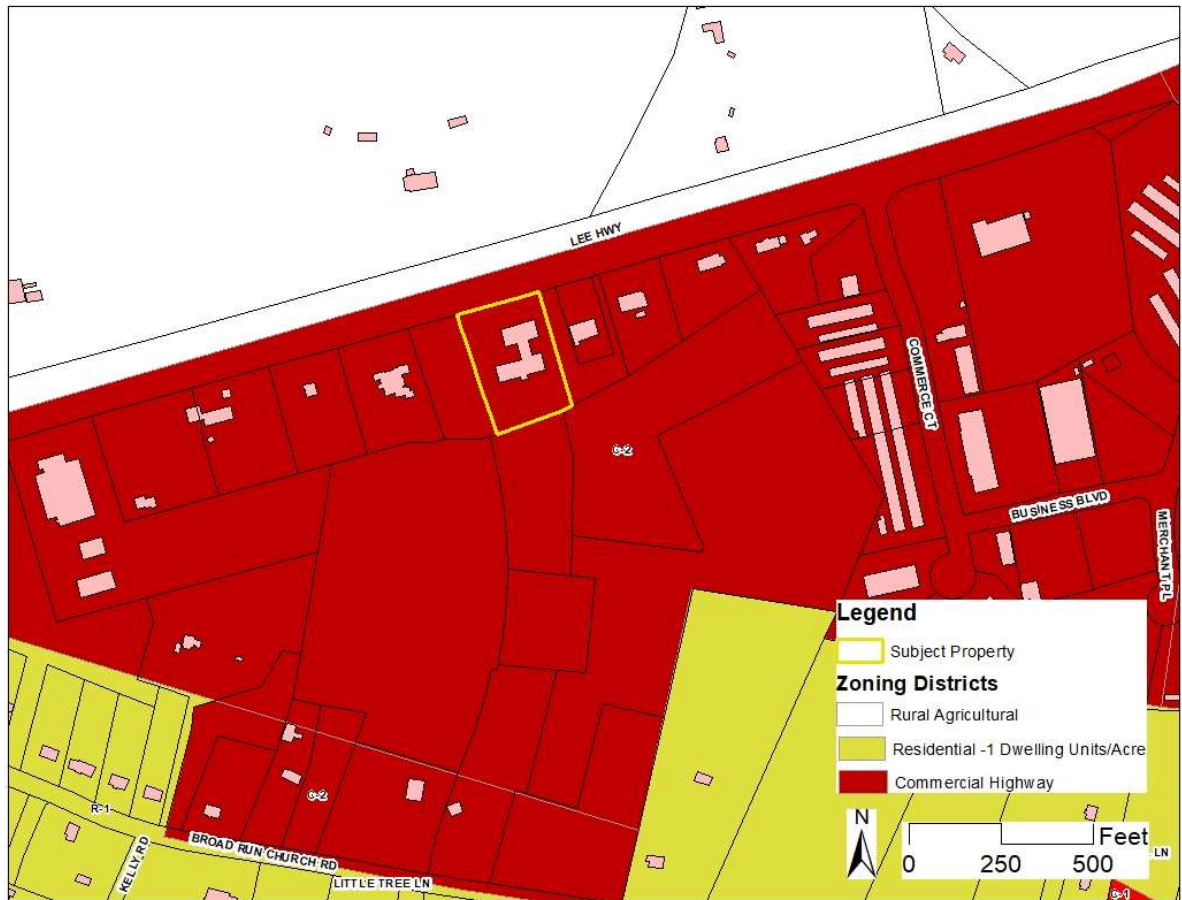 LEE HWY
COMMERCE CT
C-2
BUSINESS BLVD
MERCHANT PL
Legend
Subject Property
Zoning Districts
Rural Agricultural
Residential -1 Dwelling Units/Acre
Commercial Highway
C-2
R-1
N
Feet
0 250 500
BROAD RUN CHURCH RD
KELLY RD
LITTLE TREE LN
LN
C-1